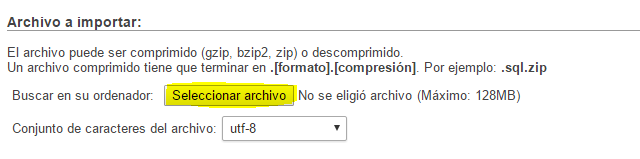 Archivo a importar:
El archivo puede ser comprimido (gzip, bzip2, zip) o descomprimido.
Un archivo comprimido tiene que terminar en .[formato].[compresión]. Por ejemplo: .sql.zip
Buscar en su ordenador: Seleccionar archivo No se eligió archivo (Máximo: 128MB)
Conjunto de caracteres del archivo: utf-8